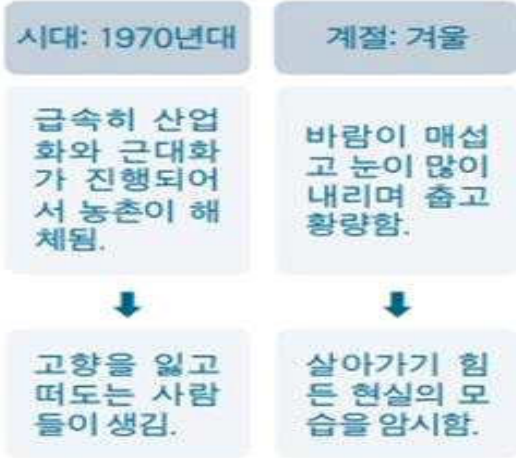 시대: 1970년대
급속히 산업
화와 근대화
가 진행되어
서 농촌이 해
체됨.
고향을 잃고
떠도는 사람
들이 생김.
계절: 겨울
바람이 매섭
고 눈이 많이
내리며 춥고
황량함.
살아가기 힘
든 현실의 모
습을 암시함.